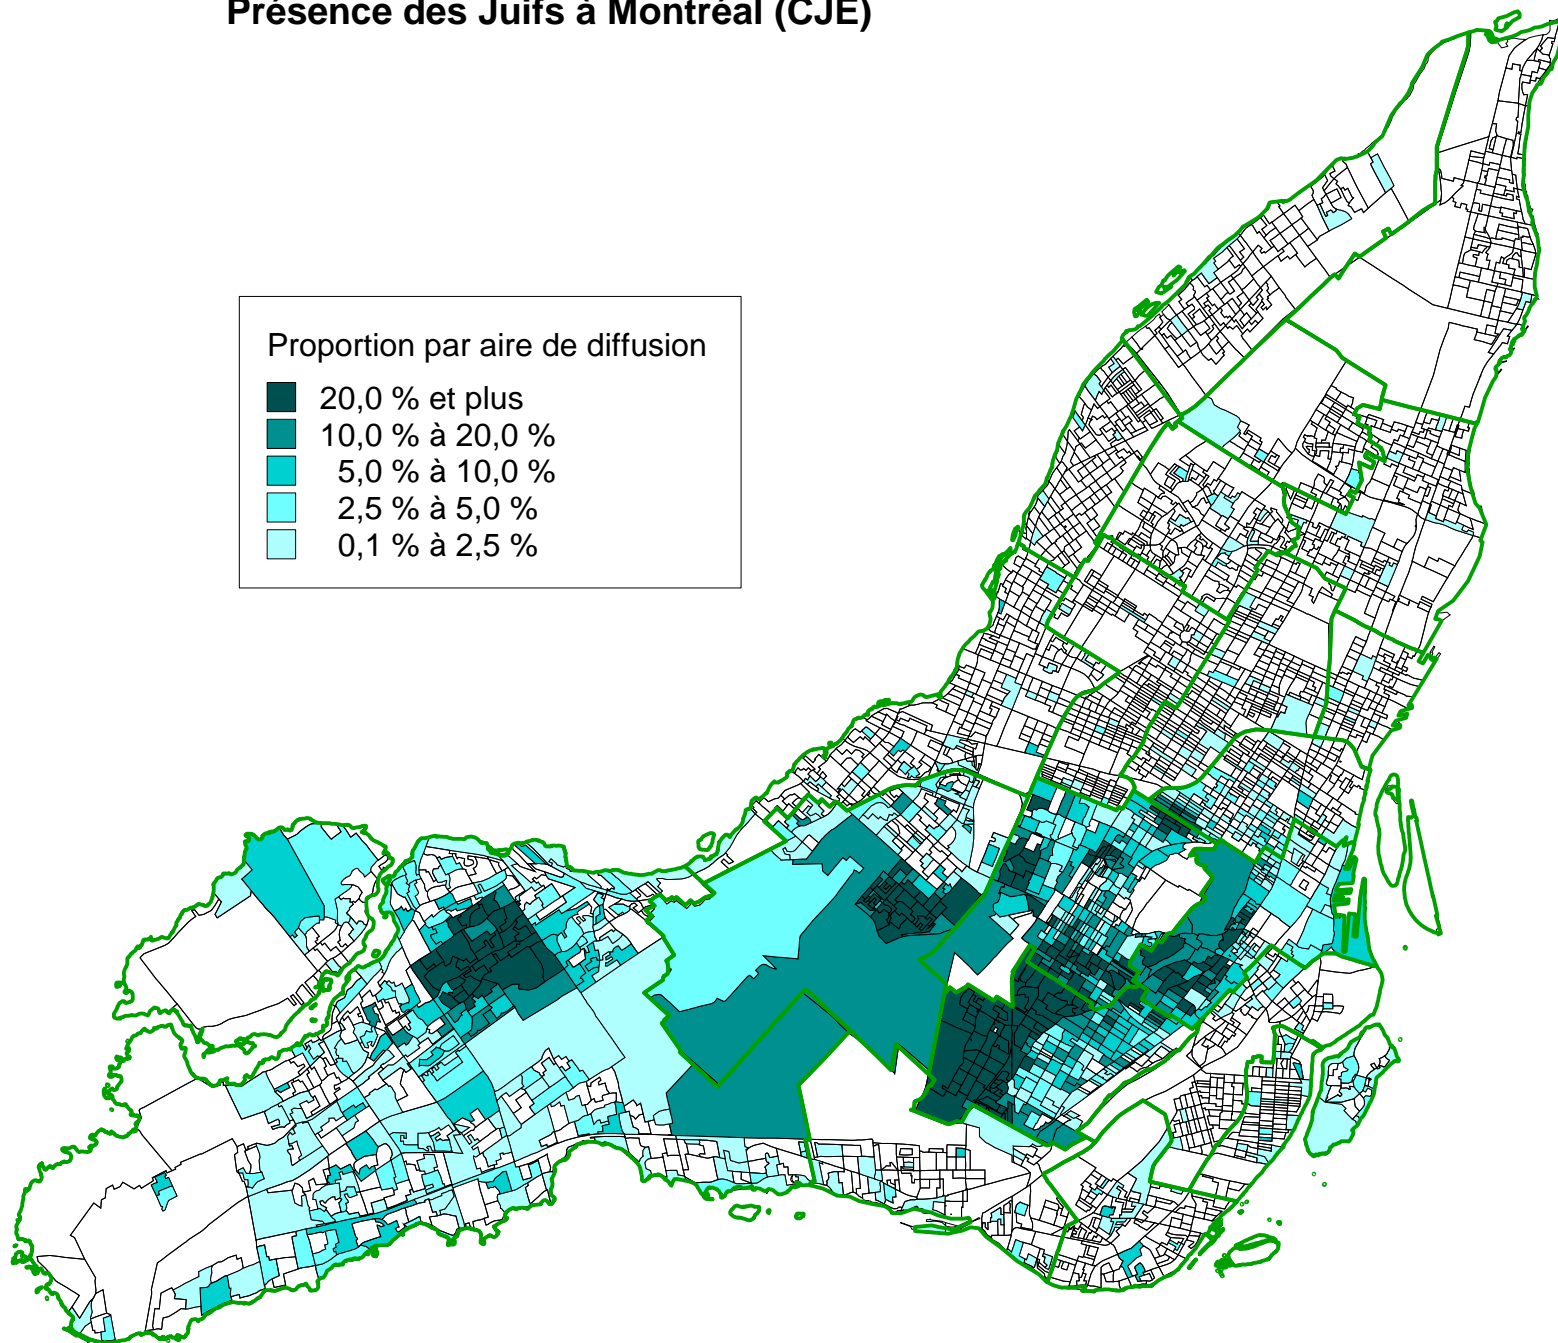 Présence des Juifs à Montréal (CJE)
Proportion par aire de diffusion
20,0 % et plus
10,0 % à 20,0 %
5,0 % à 10,0 %
2,5 % à 5,0 %
0,1 % à 2,5 %